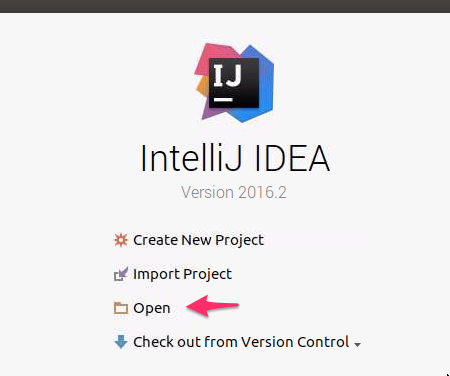 IJ
IntelliJ IDEA
Version 2016.2
Create New Project
Import Project
Open
Check out from Version Control